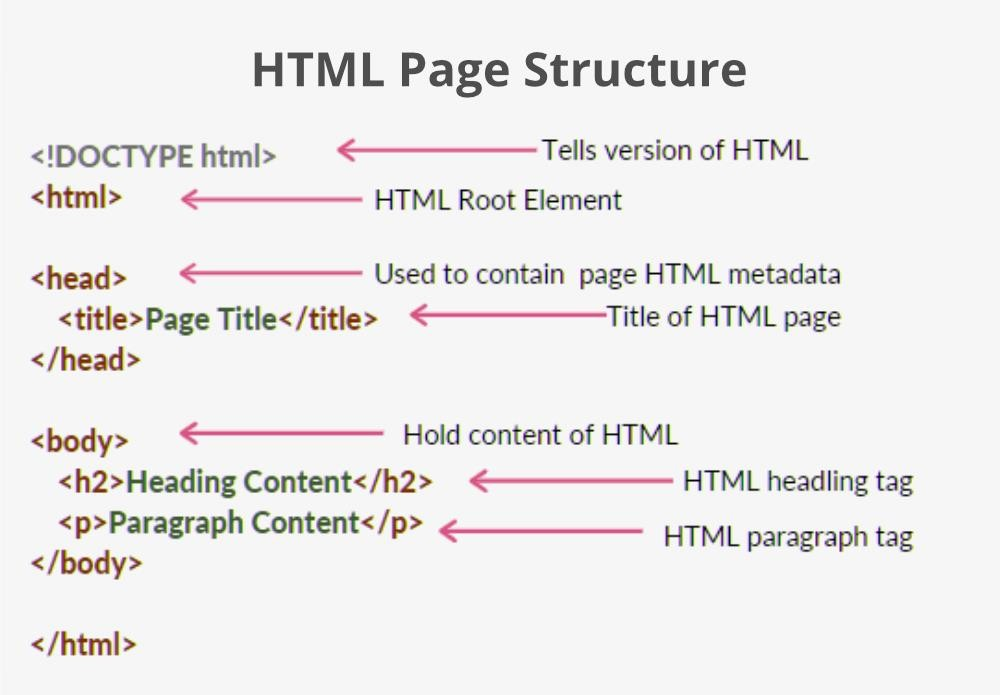 HTML Page Structure
<!DOCTYPE html> Tells version of HTML
<html> HTML Root Element
<head> Used to contain page HTML metadata
<title>Page Title</title> Title of HTML page
</head>
<body> Hold content of HTML
<h2>Heading Content</h2> HTML headling tag
<p>Paragraph Content</p> HTML paragraph tag
</body>
</html>